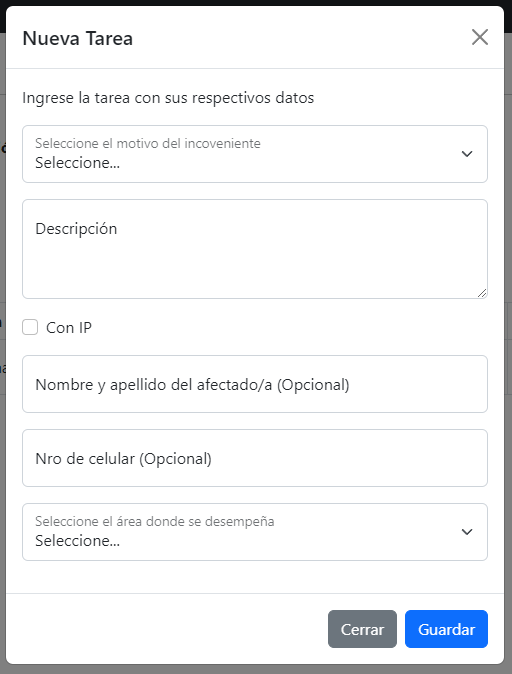 Nueva Tarea
Ingrese la tarea con sus respectivos datos
Seleccione el motivo del incoveniente
Seleccione...
Descripción
Con IP
Nombre y apellido del afectado/a (Opcional)
Nro de celular (Opcional)
Seleccione el área donde se desempeña
Seleccione...
Cerrar
Guardar